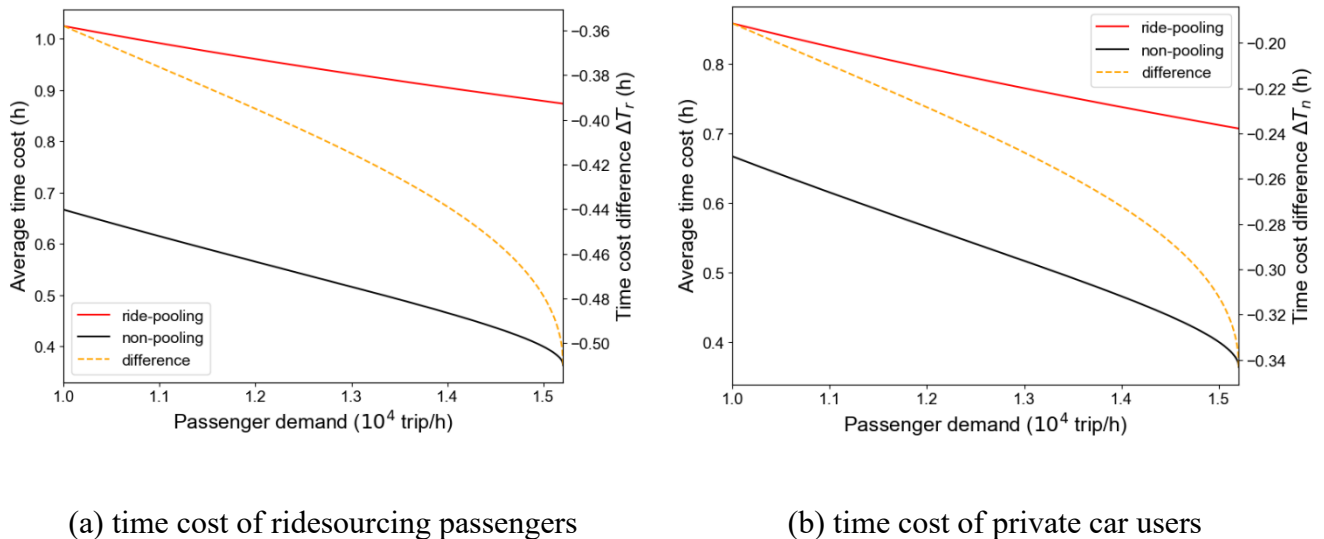 1.0
0.9
0.8
0.7
0.6
0.5
0.4
Average time cost (h)
1.0
1.1
1.2
1.3
1.4
1.5
Passenger demand (10⁴ trip/h)
−0.36
−0.38
−0.40
−0.42
−0.44
−0.46
−0.48
−0.50
Time cost difference ΔTᵣ (h)
ride-pooling
non-pooling
difference
(a) time cost of ridesourcing passengers
0.8
0.7
0.6
0.5
0.4
Average time cost (h)
1.0
1.1
1.2
1.3
1.4
1.5
Passenger demand (10⁴ trip/h)
−0.20
−0.22
−0.24
−0.26
−0.28
−0.30
−0.32
−0.34
Time cost difference ΔTₙ (h)
ride-pooling
non-pooling
difference
(b) time cost of private car users